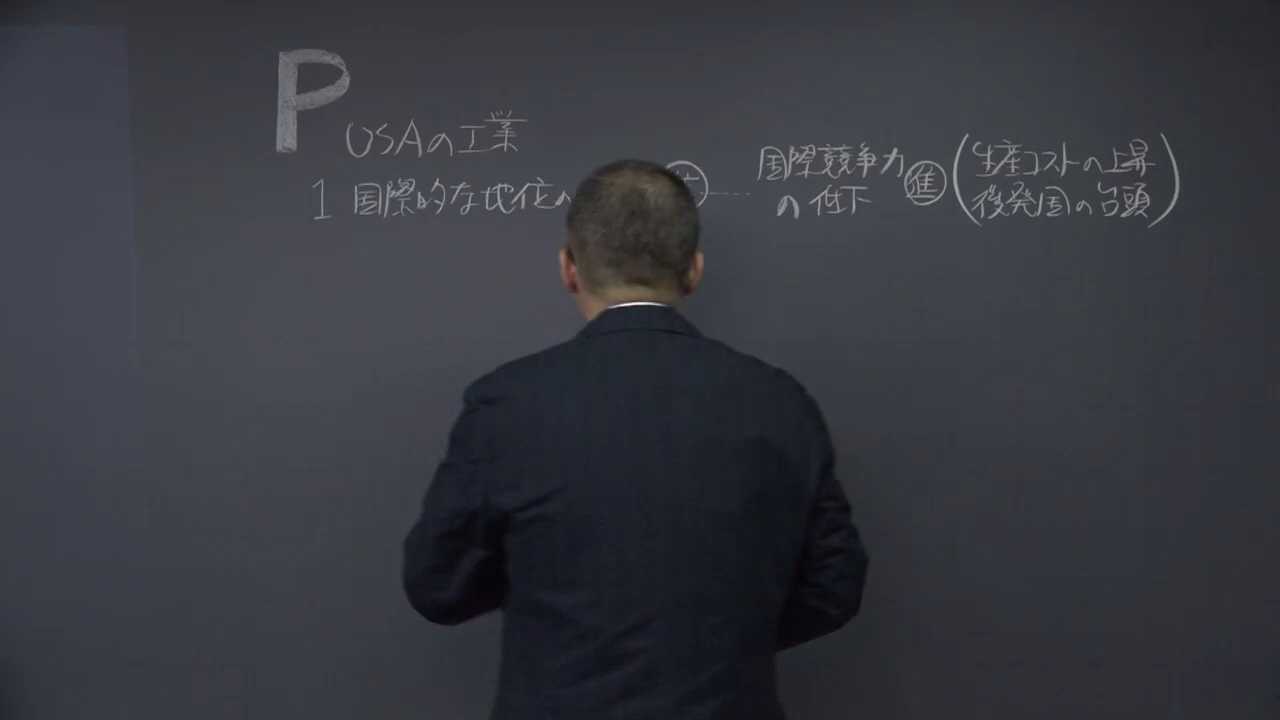 P
USAの工業
1 国際的な地位の
国際競争力
の低下
進
(生産コストの上昇
後発国の台頭)